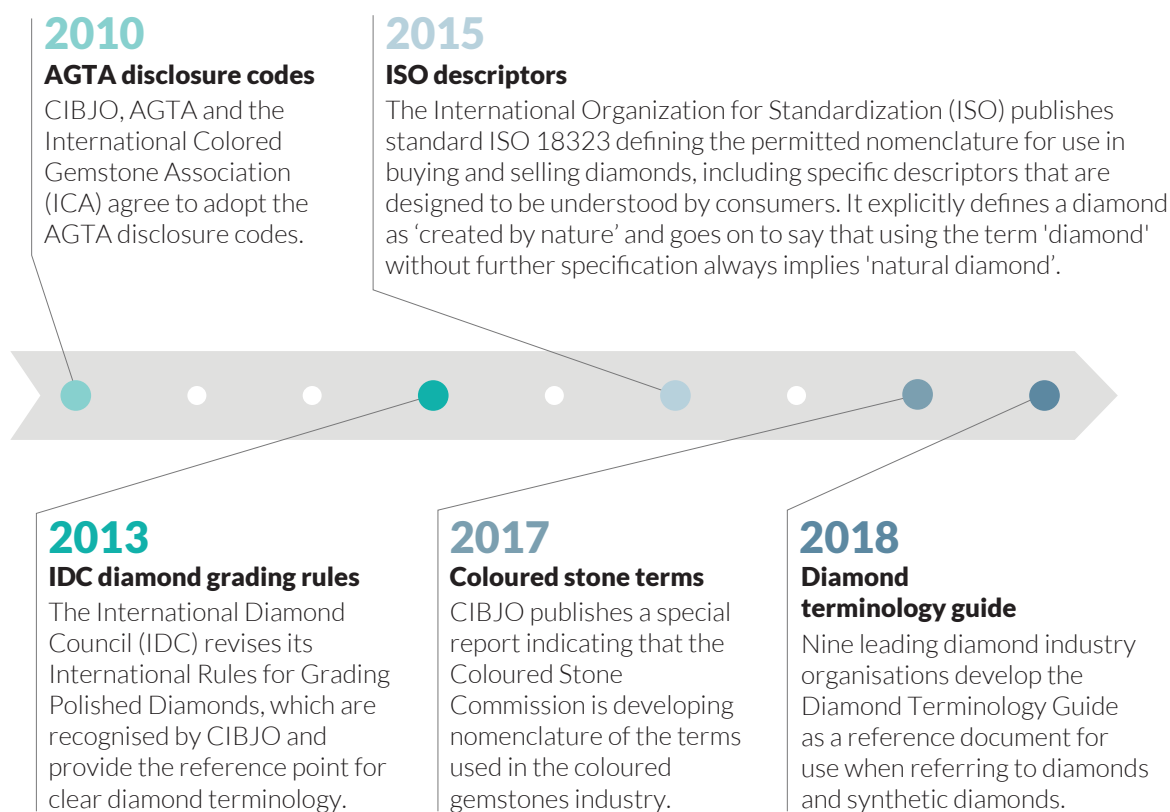 2010
AGTA disclosure codes
CIBJO, AGTA and the
International Colored
Gemstone Association
(ICA) agree to adopt the
AGTA disclosure codes.
2015
ISO descriptors
The International Organization for Standardization (ISO) publishes
standard ISO 18323 defining the permitted nomenclature for use in
buying and selling diamonds, including specific descriptors that are
designed to be understood by consumers. It explicitly defines a diamond
as ‘created by nature’ and goes on to say that using the term 'diamond'
without further specification always implies 'natural diamond’.
2013
IDC diamond grading rules
The International Diamond
Council (IDC) revises its
International Rules for Grading
Polished Diamonds, which are
recognised by CIBJO and
provide the reference point for
clear diamond terminology.
2017
Coloured stone terms
CIBJO publishes a special
report indicating that the
Coloured Stone
Commission is developing
nomenclature of the terms
used in the coloured
gemstones industry.
2018
Diamond
terminology guide
Nine leading diamond industry
organisations develop the
Diamond Terminology Guide
as a reference document for
use when referring to diamonds
and synthetic diamonds.